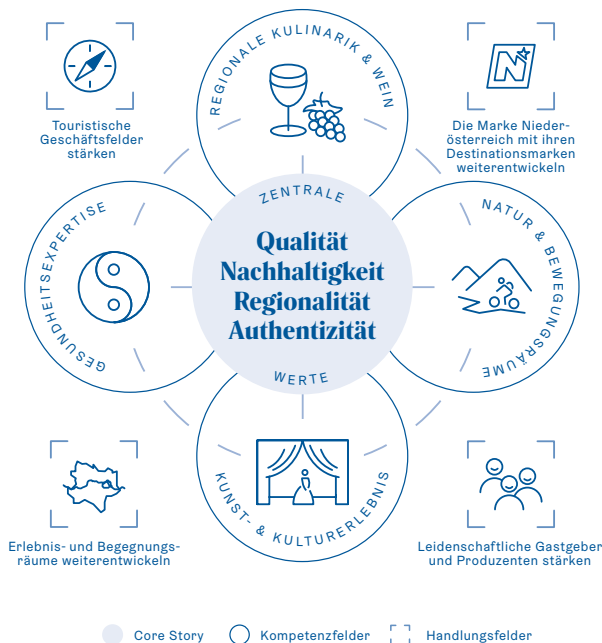 REGIONALE KULINARIK & WEIN
Touristische
Geschäftsfelder
stärken
N
Die Marke Nieder-
österreich mit ihren
Destinationsmarken
weiterentwickeln
GESUNDHEITSEXPERTISE
ZENTRALE
Qualität
Nachhaltigkeit
Regionalität
Authentizität
WERTE
NATUR & BEWEGUNGSRÄUME
KUNST- & KULTURERLEBNIS
Erlebnis- und Begegnungs-
räume weiterentwickeln
Leidenschaftliche Gastgeber
und Produzenten stärken
Core Story
Kompetenzfelder
Handlungsfelder